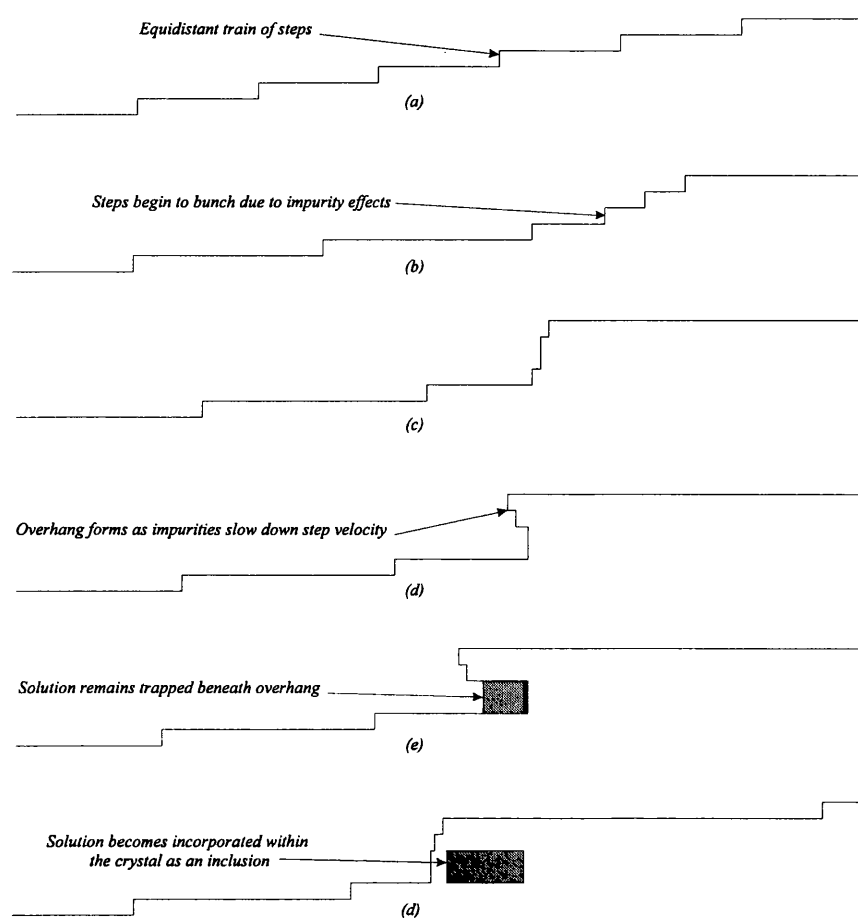 Equidistant train of steps
(a)
Steps begin to bunch due to impurity effects
(b)
(c)
Overhang forms as impurities slow down step velocity
(d)
Solution remains trapped beneath overhang
(e)
Solution becomes incorporated within
the crystal as an inclusion
(d)